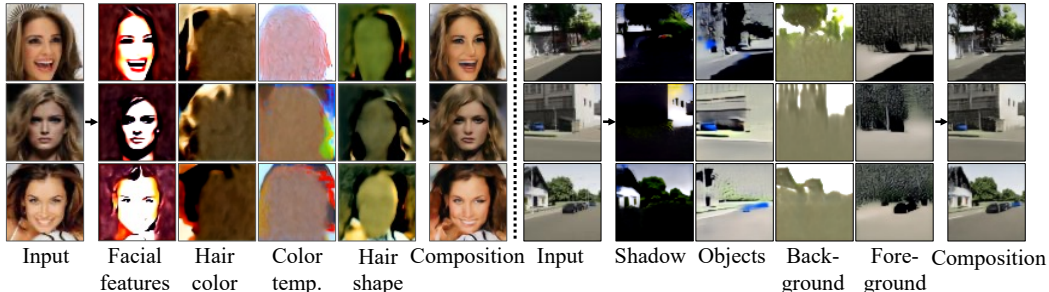 Input Facial Hair Color Hair Composition Input Shadow Objects Back- Fore- Composition
features color temp. shape ground ground